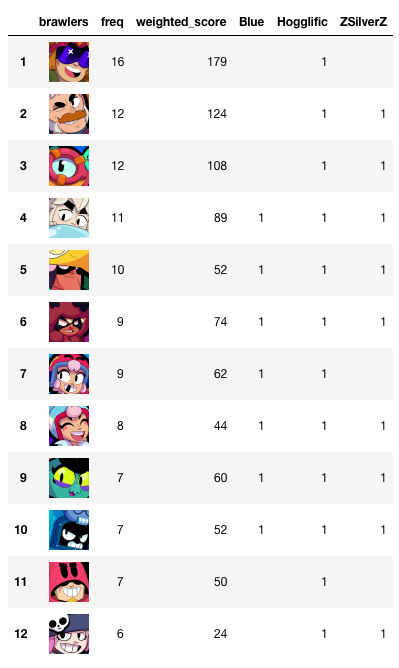 brawlers freq weighted_score Blue Hogglific ZSilverZ
1 16 179 1
2 12 124 1 1
3 12 108 1 1
4 11 89 1 1 1
5 10 52 1 1 1
6 9 74 1 1 1
7 9 62 1 1
8 8 44 1 1 1
9 7 60 1 1 1
10 7 52 1 1 1
11 7 50 1
12 6 24 1 1